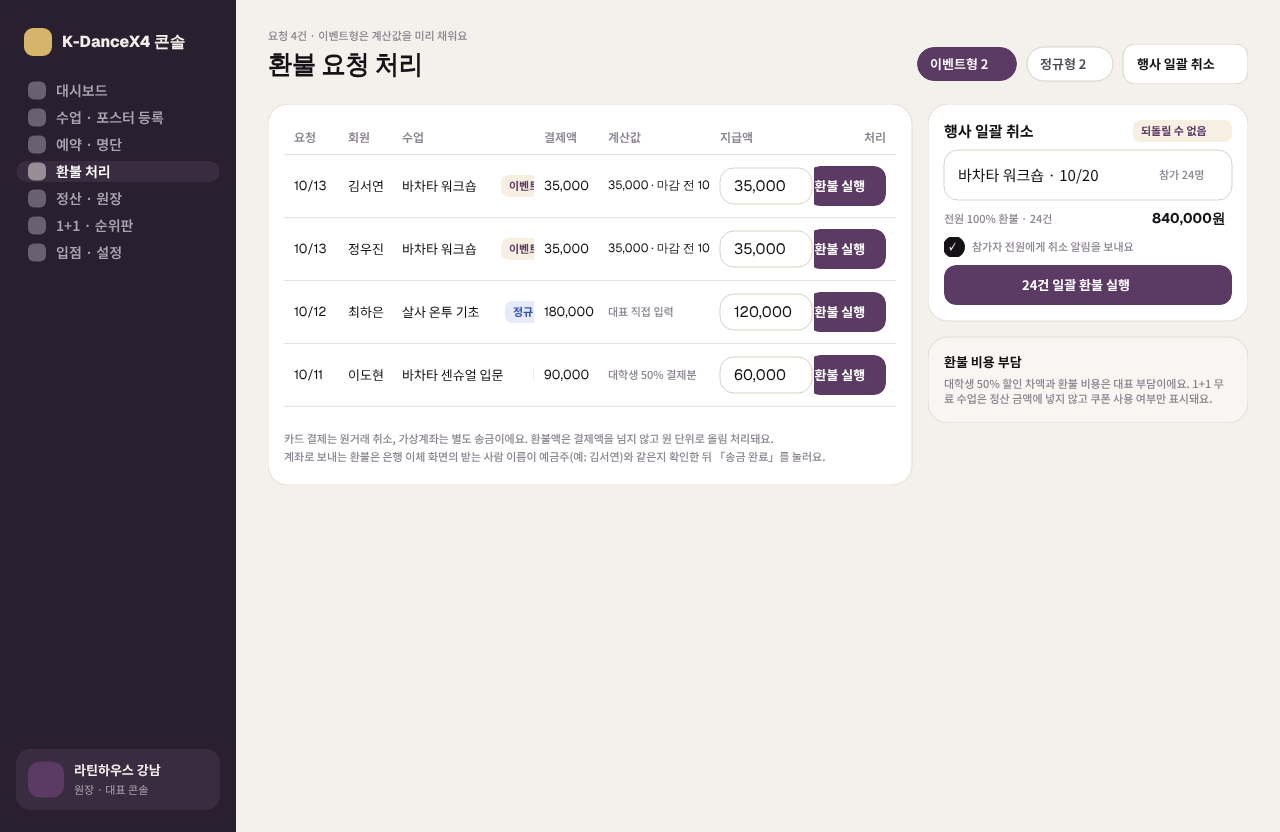 K-DanceX4 콘솔
대시보드
수업 · 포스터 등록
예약 · 명단
환불 처리
정산 · 원장
1+1 · 순위판
입점 · 설정
라틴하우스 강남
원장 · 대표 콘솔
요청 4건 · 이벤트형은 계산값을 미리 채워요
환불 요청 처리
이벤트형 2 정규형 2 행사 일괄 취소
요청 회원 수업 결제액 계산값 지급액 처리
10/13 김서연 바차타 워크숍 이벤트 35,000 35,000 · 마감 전 10 35,000 환불 실행
10/13 정우진 바차타 워크숍 이벤트 35,000 35,000 · 마감 전 10 35,000 환불 실행
10/12 최하은 살사 온투 기초 정규 180,000 대표 직접 입력 120,000 환불 실행
10/11 이도현 바차타 센슈얼 입문 90,000 대학생 50% 결제분 60,000 환불 실행
카드 결제는 원거래 취소, 가상계좌는 별도 송금이에요. 환불액은 결제액을 넘지 않고 원 단위로 올림 처리돼요.
계좌로 보내는 환불은 은행 이체 화면의 받는 사람 이름이 예금주(예: 김서연)와 같은지 확인한 뒤 「송금 완료」를 눌러요.
행사 일괄 취소 되돌릴 수 없음
바차타 워크숍 · 10/20 참가 24명
전원 100% 환불 · 24건 840,000원
✓ 참가자 전원에게 취소 알림을 보내요
24건 일괄 환불 실행
환불 비용 부담
대학생 50% 할인 차액과 환불 비용은 대표 부담이에요. 1+1 무
료 수업은 정산 금액에 넣지 않고 쿠폰 사용 여부만 표시돼요.